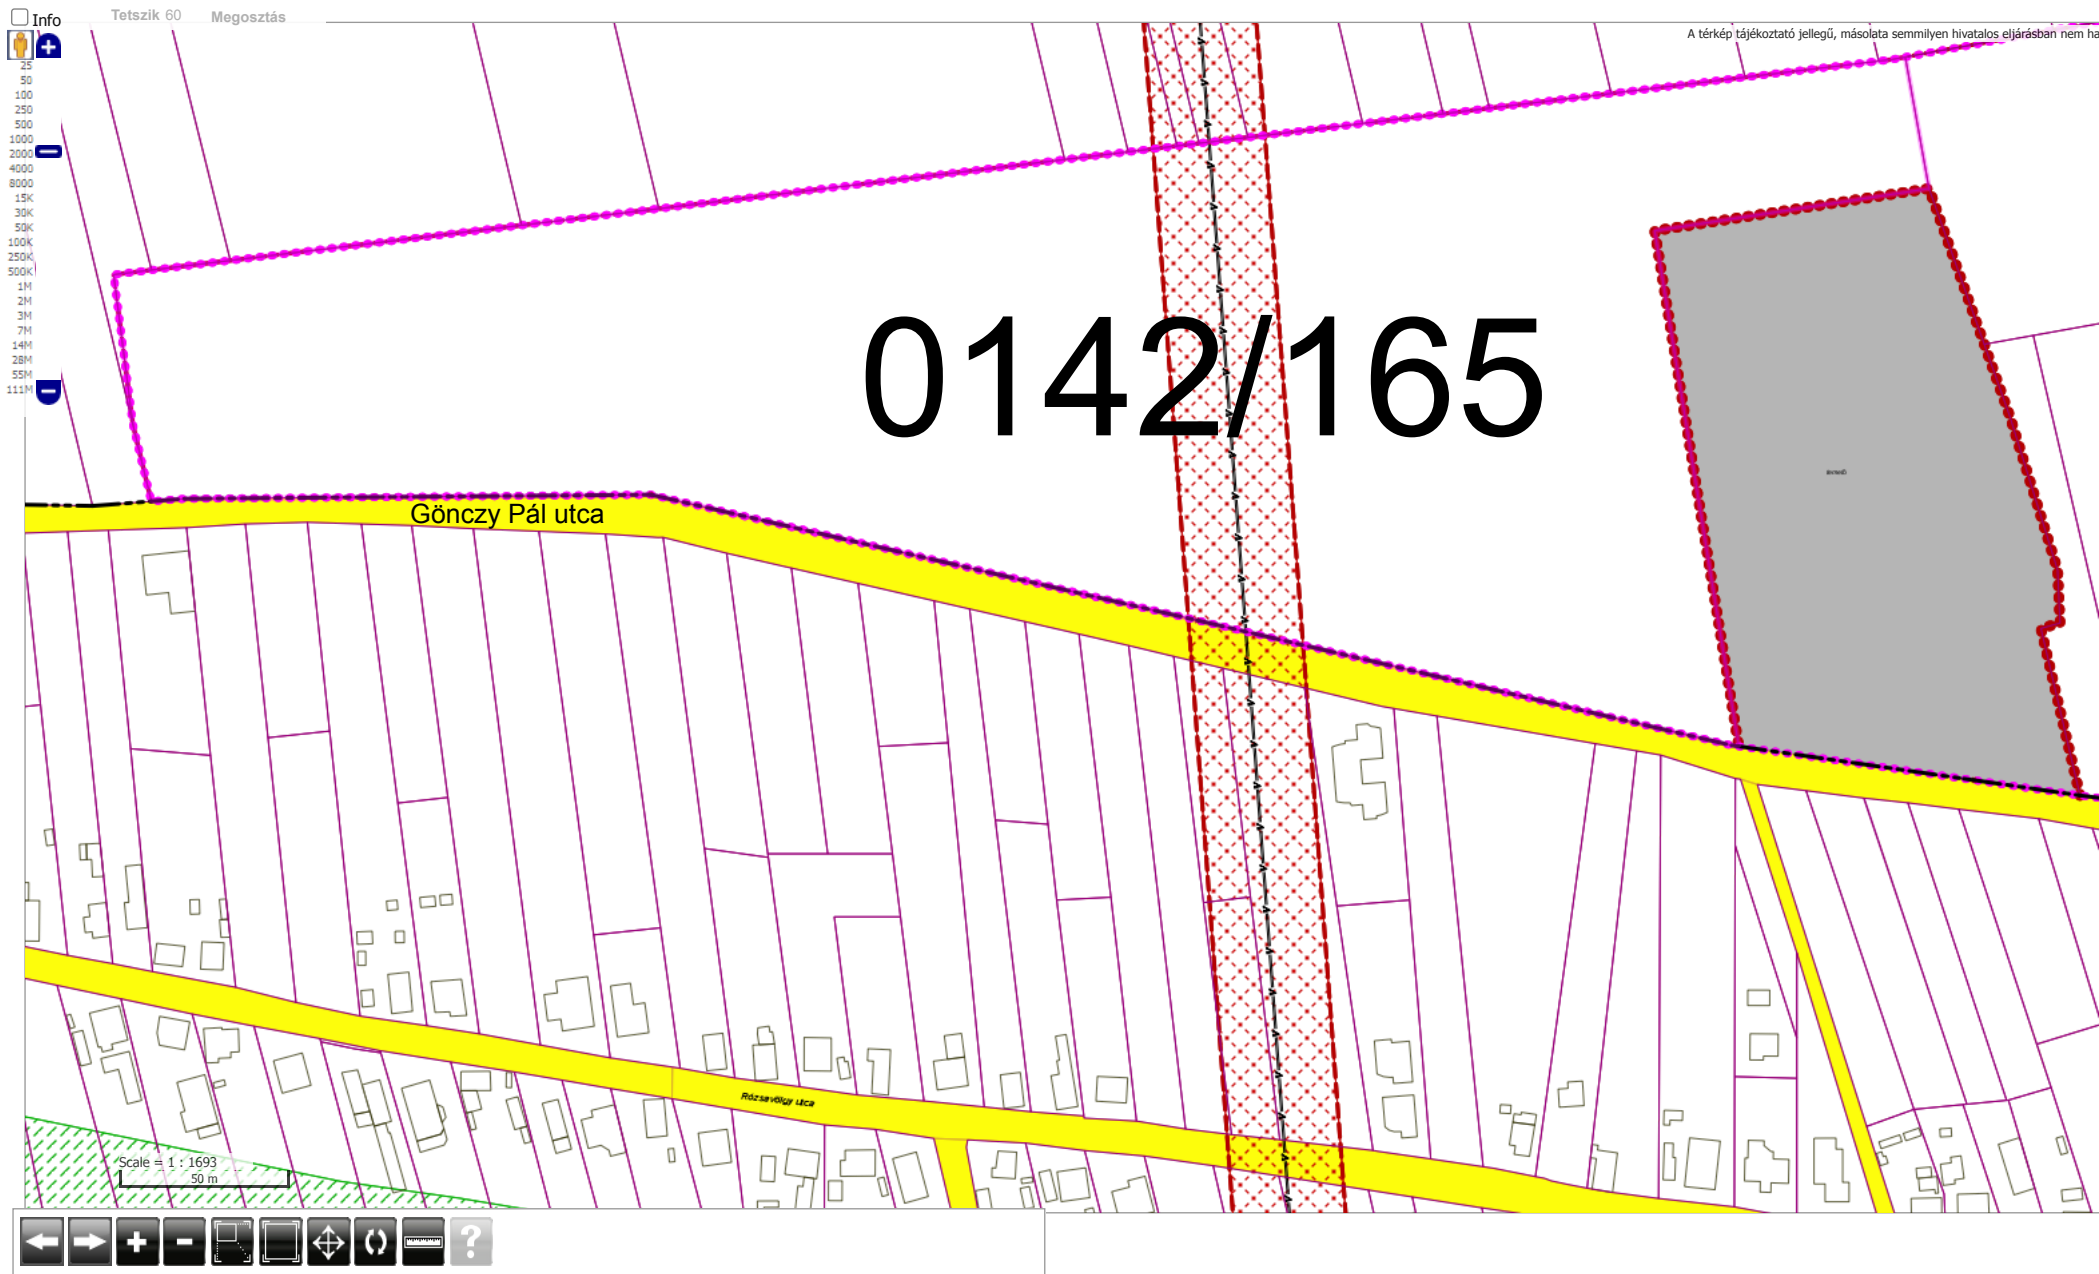 Info
Tetszik 60 Megosztás
A térkép tájékoztató jellegű, másolata semmilyen hivatalos eljárásban nem ha
25
50
100
250
500
1000
2000
4000
8000
15K
30K
50K
100K
250K
500K
1M
2M
3M
7M
14M
28M
55M
111M
0142/165
Gönczy Pál utca
Rózsavölgy utca
Scale = 1 : 1693
50 m
?